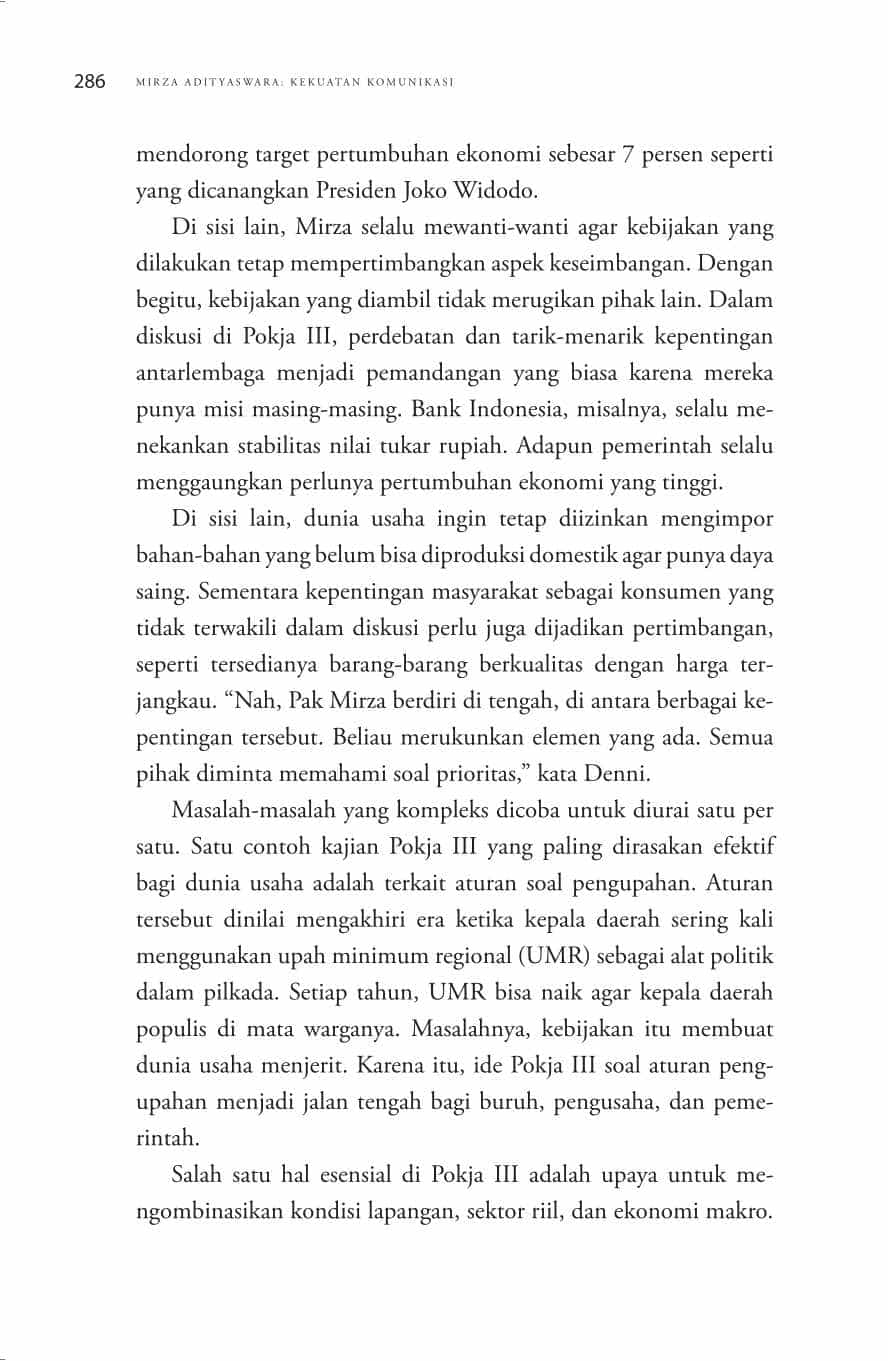 286 MIRZA ADITYASWARA: KEKUATAN KOMUNIKASI
mendorong target pertumbuhan ekonomi sebesar 7 persen seperti
yang dicanangkan Presiden Joko Widodo.
Di sisi lain, Mirza selalu mewanti-wanti agar kebijakan yang
dilakukan tetap mempertimbangkan aspek keseimbangan. Dengan
begitu, kebijakan yang diambil tidak merugikan pihak lain. Dalam
diskusi di Pokja III, perdebatan dan tarik-menarik kepentingan
antarlembaga menjadi pemandangan yang biasa karena mereka
punya misi masing-masing. Bank Indonesia, misalnya, selalu me-
nekankan stabilitas nilai tukar rupiah. Adapun pemerintah selalu
menggaungkan perlunya pertumbuhan ekonomi yang tinggi.
Di sisi lain, dunia usaha ingin tetap diizinkan mengimpor
bahan-bahan yang belum bisa diproduksi domestik agar punya daya
saing. Sementara kepentingan masyarakat sebagai konsumen yang
tidak terwakili dalam diskusi perlu juga dijadikan pertimbangan,
seperti tersedianya barang-barang berkualitas dengan harga ter-
jangkau. “Nah, Pak Mirza berdiri di tengah, di antara berbagai ke-
pentingan tersebut. Beliau merukunkan elemen yang ada. Semua
pihak diminta memahami soal prioritas,” kata Denni.
Masalah-masalah yang kompleks dicoba untuk diurai satu per
satu. Satu contoh kajian Pokja III yang paling dirasakan efektif
bagi dunia usaha adalah terkait aturan soal pengupahan. Aturan
tersebut dinilai mengakhiri era ketika kepala daerah sering kali
menggunakan upah minimum regional (UMR) sebagai alat politik
dalam pilkada. Setiap tahun, UMR bisa naik agar kepala daerah
populis di mata warganya. Masalahnya, kebijakan itu membuat
dunia usaha menjerit. Karena itu, ide Pokja III soal aturan peng-
upahan menjadi jalan tengah bagi buruh, pengusaha, dan peme-
rintah.
Salah satu hal esensial di Pokja III adalah upaya untuk me-
ngombinasikan kondisi lapangan, sektor riil, dan ekonomi makro.